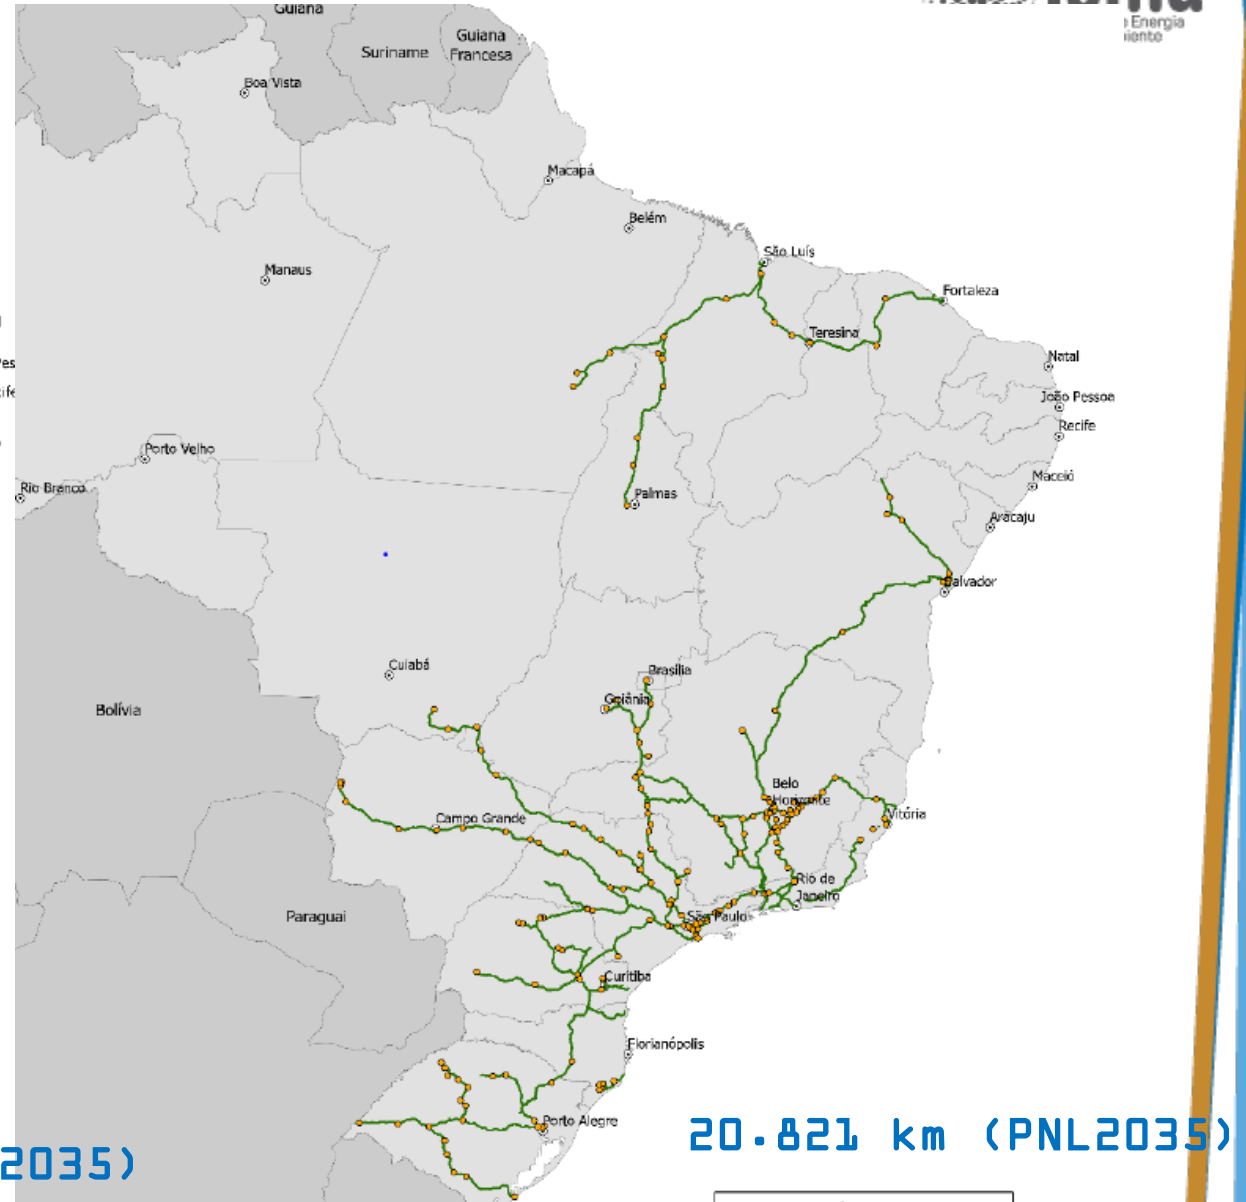 Guiana
Energia
Suriname
Guiana
Francesa
Boa Vista
Macapá
Belém
São Luís
Manaus
Fortaleza
Teresina
Natal
João Pessoa
Recife
Porto Velho
Maceió
Rio Branco
Palmas
Aracaju
Salvador
Cuiabá
Brasília
Goiânia
Bolívia
Belo
Horizonte
Vitória
Campo Grande
Rio de
Janeiro
São Paulo
Paraguai
Curitiba
Florianópolis
Porto Alegre
20.821 km (PNL2035)
2035)